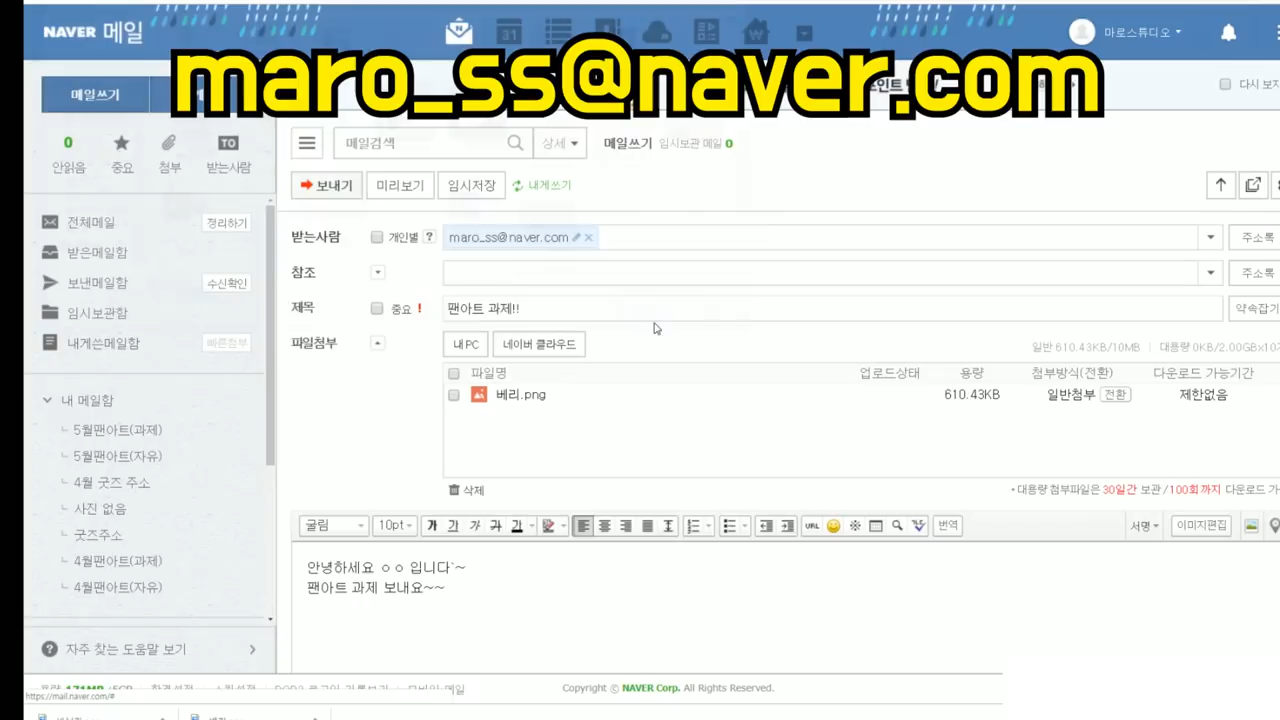 NAVER 메일
31
마로스튜디오
maro_ss@naver.com
메일쓰기
다시 보지
메일검색
상세
메일쓰기 임시보관 메일 0
0
TO
안읽음 중요 첨부 받는사람
보내기 미리보기 임시저장 내게쓰기
전체메일 정리하기
받은메일함
보낸메일함 수신확인
임시보관함
내게쓴메일함 빠른첨부
내 메일함
5월팬아트(과제)
5월팬아트(자유)
4월 굿즈 주소
사진 없음
굿즈주소
4월팬아트(과제)
4월팬아트(자유)
자주 찾는 도움말 보기
받는사람 개인별 ? maro_ss@naver.com 주소록
참조 주소록
제목 중요 ! 팬아트 과제!! 약속잡기
파일첨부 내 PC 네이버 클라우드 일반 610.43KB/10MB 대용량 0KB/2.00GB×10
파일명 업로드상태 용량 첨부방식(전환) 다운로드 가능기간
베리.png 610.43KB 일반첨부 전환 제한없음
삭제 • 대용량 첨부파일은 30일간 보관 / 100회까지 다운로드 가
굴림 10pt 가 가 가 가 가 URL 번역 서명 이미지편집
안녕하세요 ㅇㅇ 입니다~
팬아트 과제 보내요~~
https://mail.naver.com/#
Copyright © NAVER Corp. All Rights Reserved.